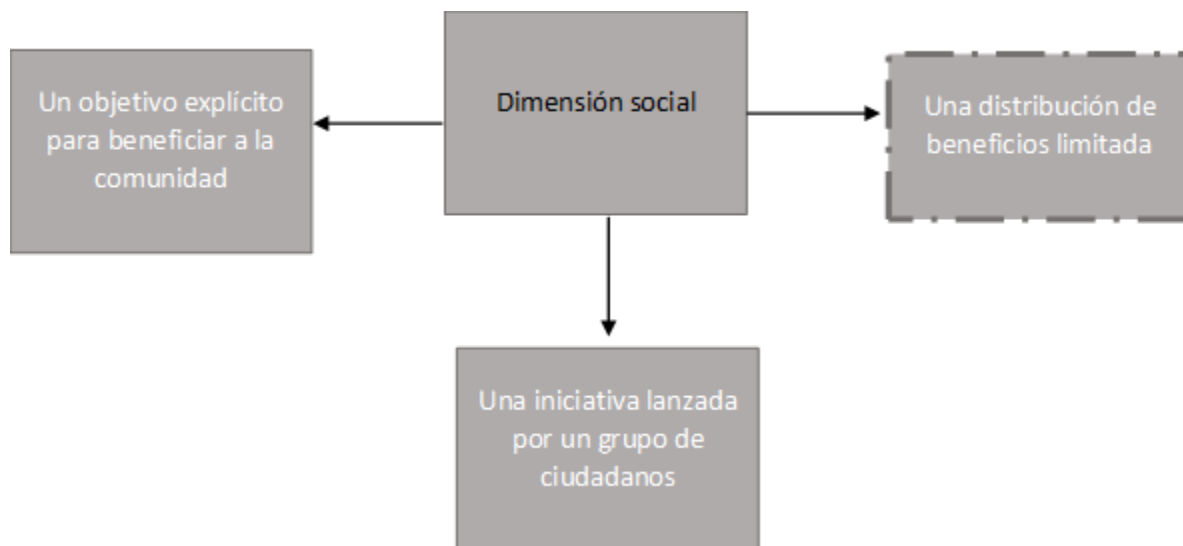 Dimensión social
Un objetivo explícito
para beneficiar a la
comunidad
Una distribución de
beneficios limitada
Una iniciativa lanzada
por un grupo de
ciudadanos